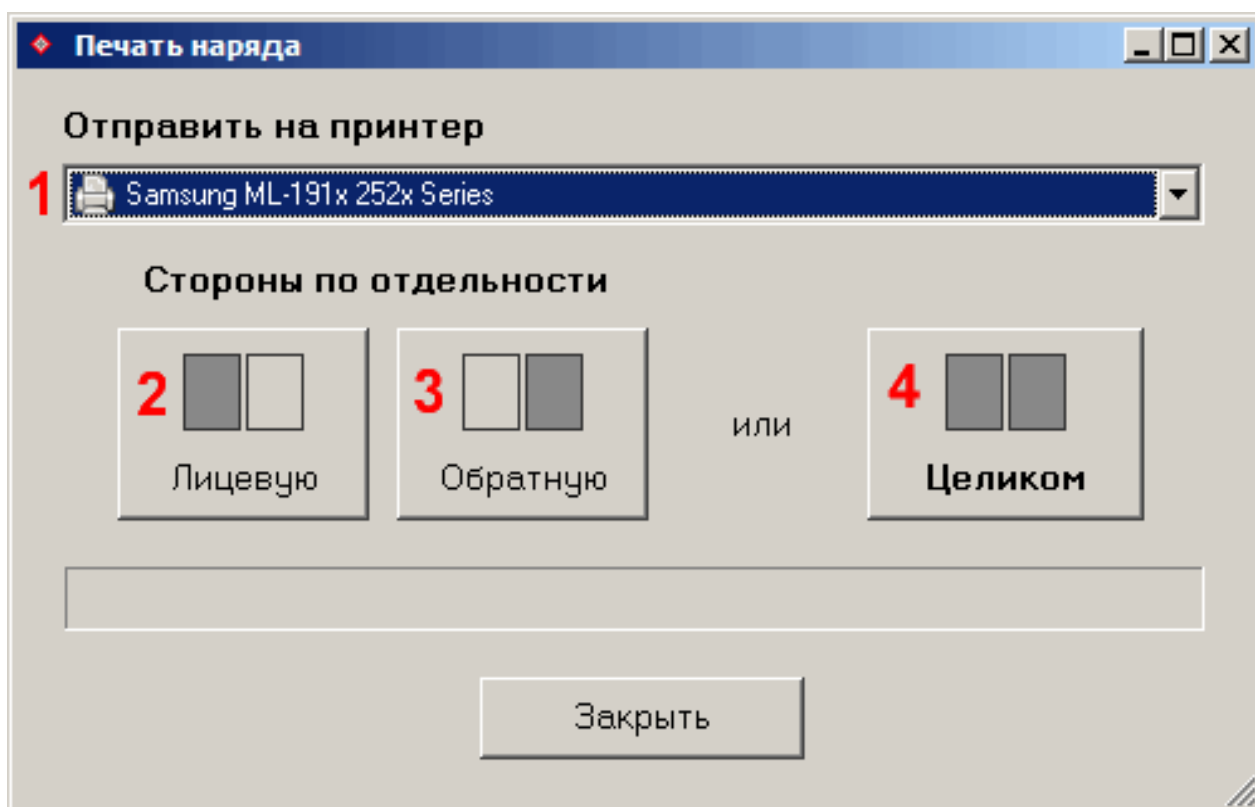 Печать наряда
Отправить на принтер
1 Samsung ML-191x 252x Series
Стороны по отдельности
2 3 4
или
Лицевую Обратную Целиком
Закрыть